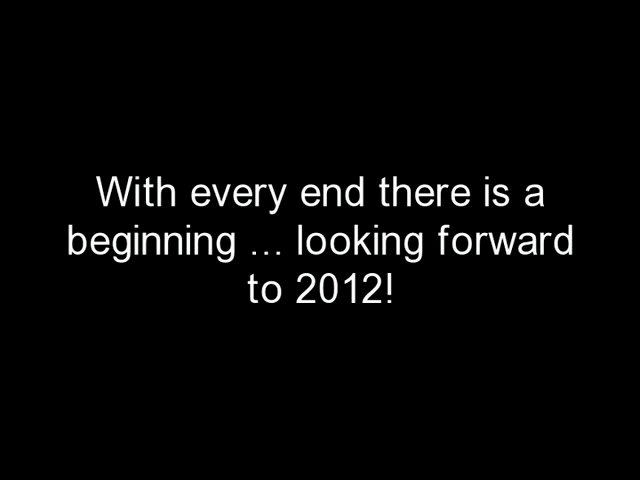 With every end there is a
beginning ... looking forward
to 2012!